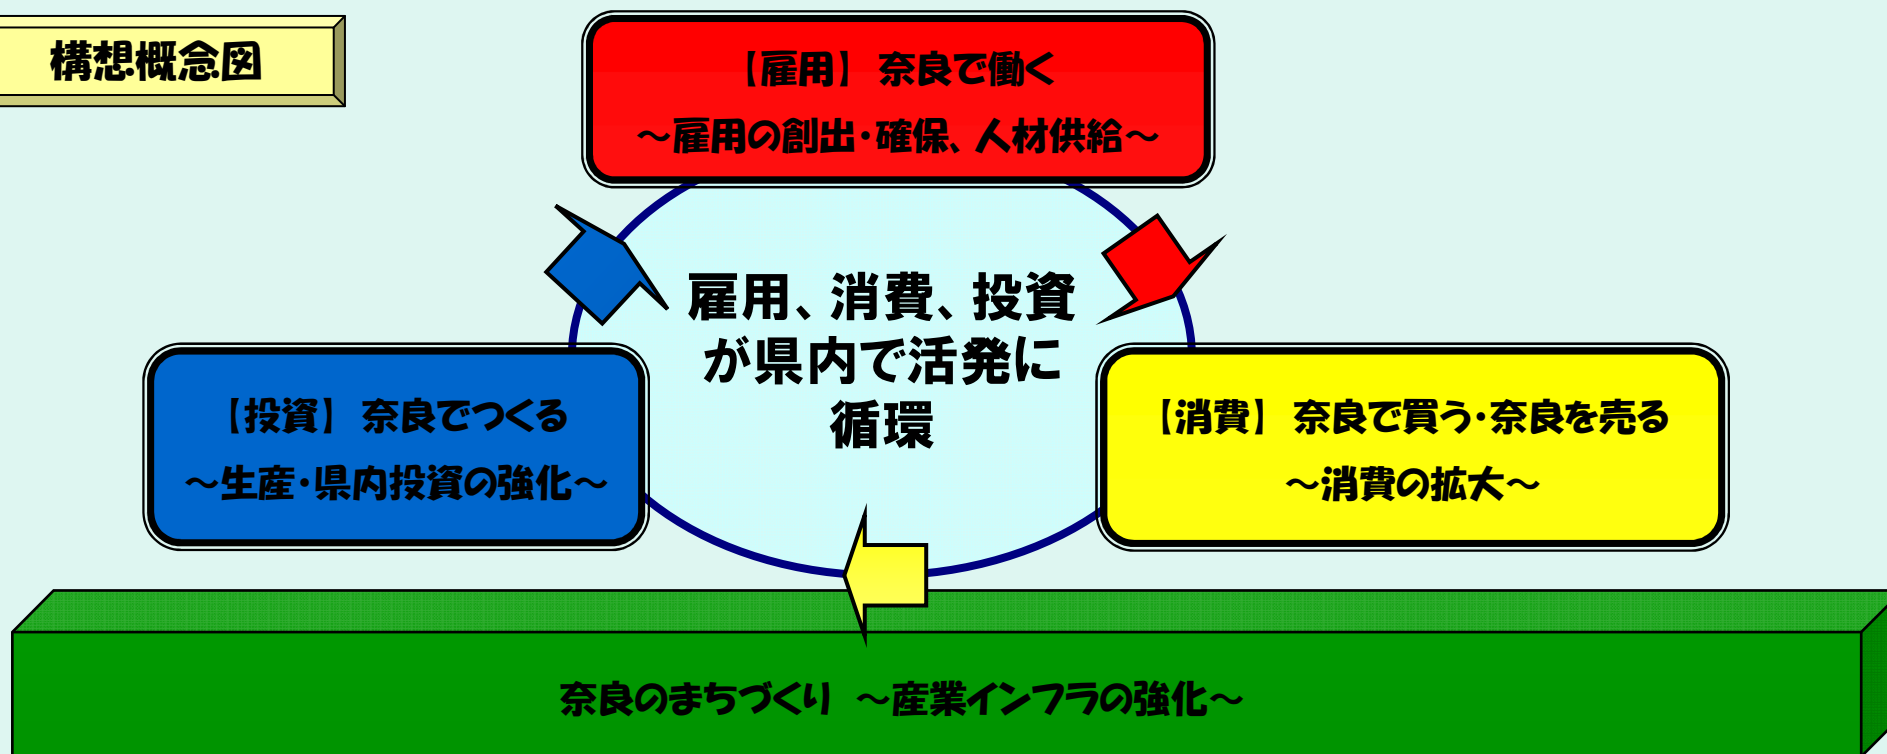 構想概念図
【雇用】 奈良で働く
～雇用の創出・確保、人材供給～
雇用、消費、投資
が県内で活発に
循環
【投資】 奈良でつくる
～生産・県内投資の強化～
【消費】 奈良で買う・奈良を売る
～消費の拡大～
奈良のまちづくり ～産業インフラの強化～